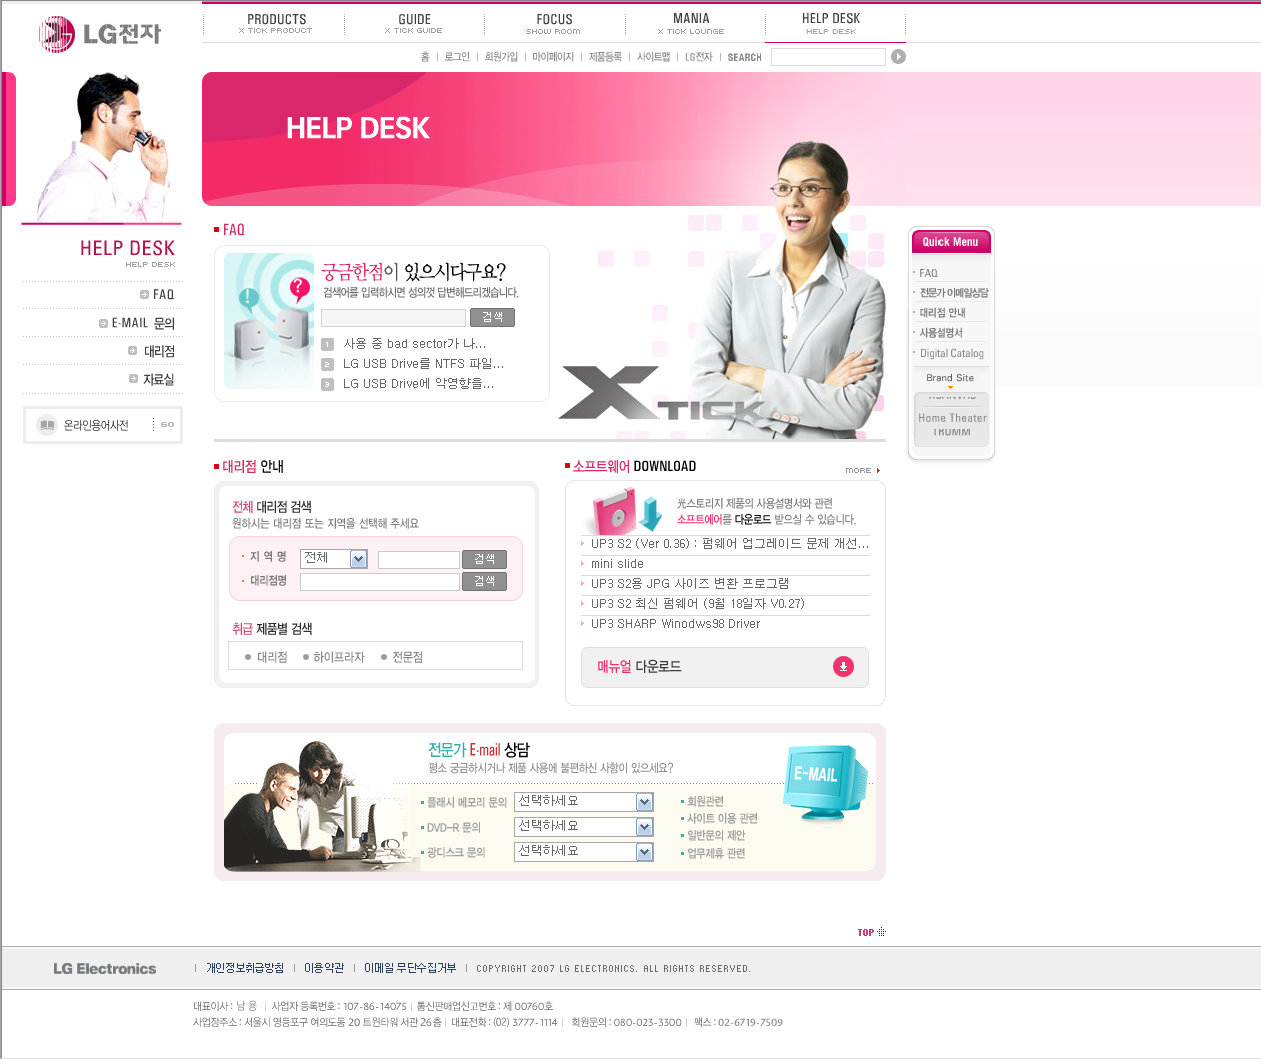 LG전자
PRODUCTS
X TICK PRODUCT
GUIDE
X TICK GUIDE
FOCUS
SHOW ROOM
MANIA
X TICK LOUNGE
HELP DESK
HELP DESK
홈 | 로그인 | 회원가입 | 마이페이지 | 제품등록 | 사이트맵 | LG전자 | SEARCH
HELP DESK
HELP DESK
HELP DESK
FAQ
E-MAIL 문의
대리점
자료실
온라인용어사전 GO
FAQ
궁금한점이 있으시다구요?
검색어를 입력하시면 성의껏 답변해드리겠습니다.
검색
1 사용 중 bad sector가 나...
2 LG USB Drive를 NTFS 파일...
3 LG USB Drive에 악영향을...
X TICK
Quick Menu
FAQ
전문가 이메일상담
대리점 안내
사용설명서
Digital Catalog
Brand Site
Home Theater
TROMM
대리점 안내
전체 대리점 검색
원하시는 대리점 또는 지역을 선택해 주세요
지 역 명 전체 검색
대리점명 검색
취급 제품별 검색
대리점 하이프라자 전문점
소프트웨어 DOWNLOAD
MORE
光스토리지 제품의 사용설명서와 관련
소프트에어를 다운로드 받으실 수 있습니다.
UP3 S2 (Ver 0.36) : 펌웨어 업그레이드 문제 개선...
mini slide
UP3 S2용 JPG 사이즈 변환 프로그램
UP3 S2 최신 펌웨어 (9월 18일자 V0.27)
UP3 SHARP Winodws98 Driver
매뉴얼 다운로드
전문가 E-mail 상담
평소 궁금하시거나 제품 사용에 불편하신 사항이 있으세요?
E-MAIL
플래시 메모리 문의 선택하세요
DVD-R 문의 선택하세요
광디스크 문의 선택하세요
회원관련
사이트 이용 관련
일반문의 제안
업무제휴 관련
TOP
LG Electronics
| 개인정보취급방침 | 이용약관 | 이메일 무단수집거부 | COPYRIGHT 2007 LG ELECTRONICS. ALL RIGHTS RESERVED.
대표이사 : 남 용 | 사업자 등록번호 : 107-86-14075 | 통신판매업신고번호 : 제 00760호
사업장주소 : 서울시 영등포구 여의도동 20 트윈타워 서관 26층 | 대표전화 : (02) 3777-1114 | 회원문의 : 080-023-3300 | 팩스 : 02-6719-7509